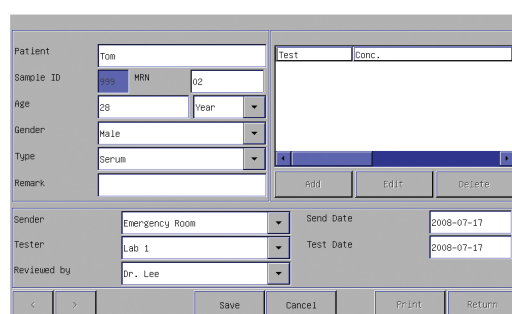 Patient Tom
Sample ID 999 MRN 02
Age 28 Year
Gender Male
Type Serum
Remark
Test Conc.
Add Edit Delete
Sender Emergency Room Send Date 2008-07-17
Tester Lab 1 Test Date 2008-07-17
Reviewed by Dr. Lee
< > Save Cancel Print Return